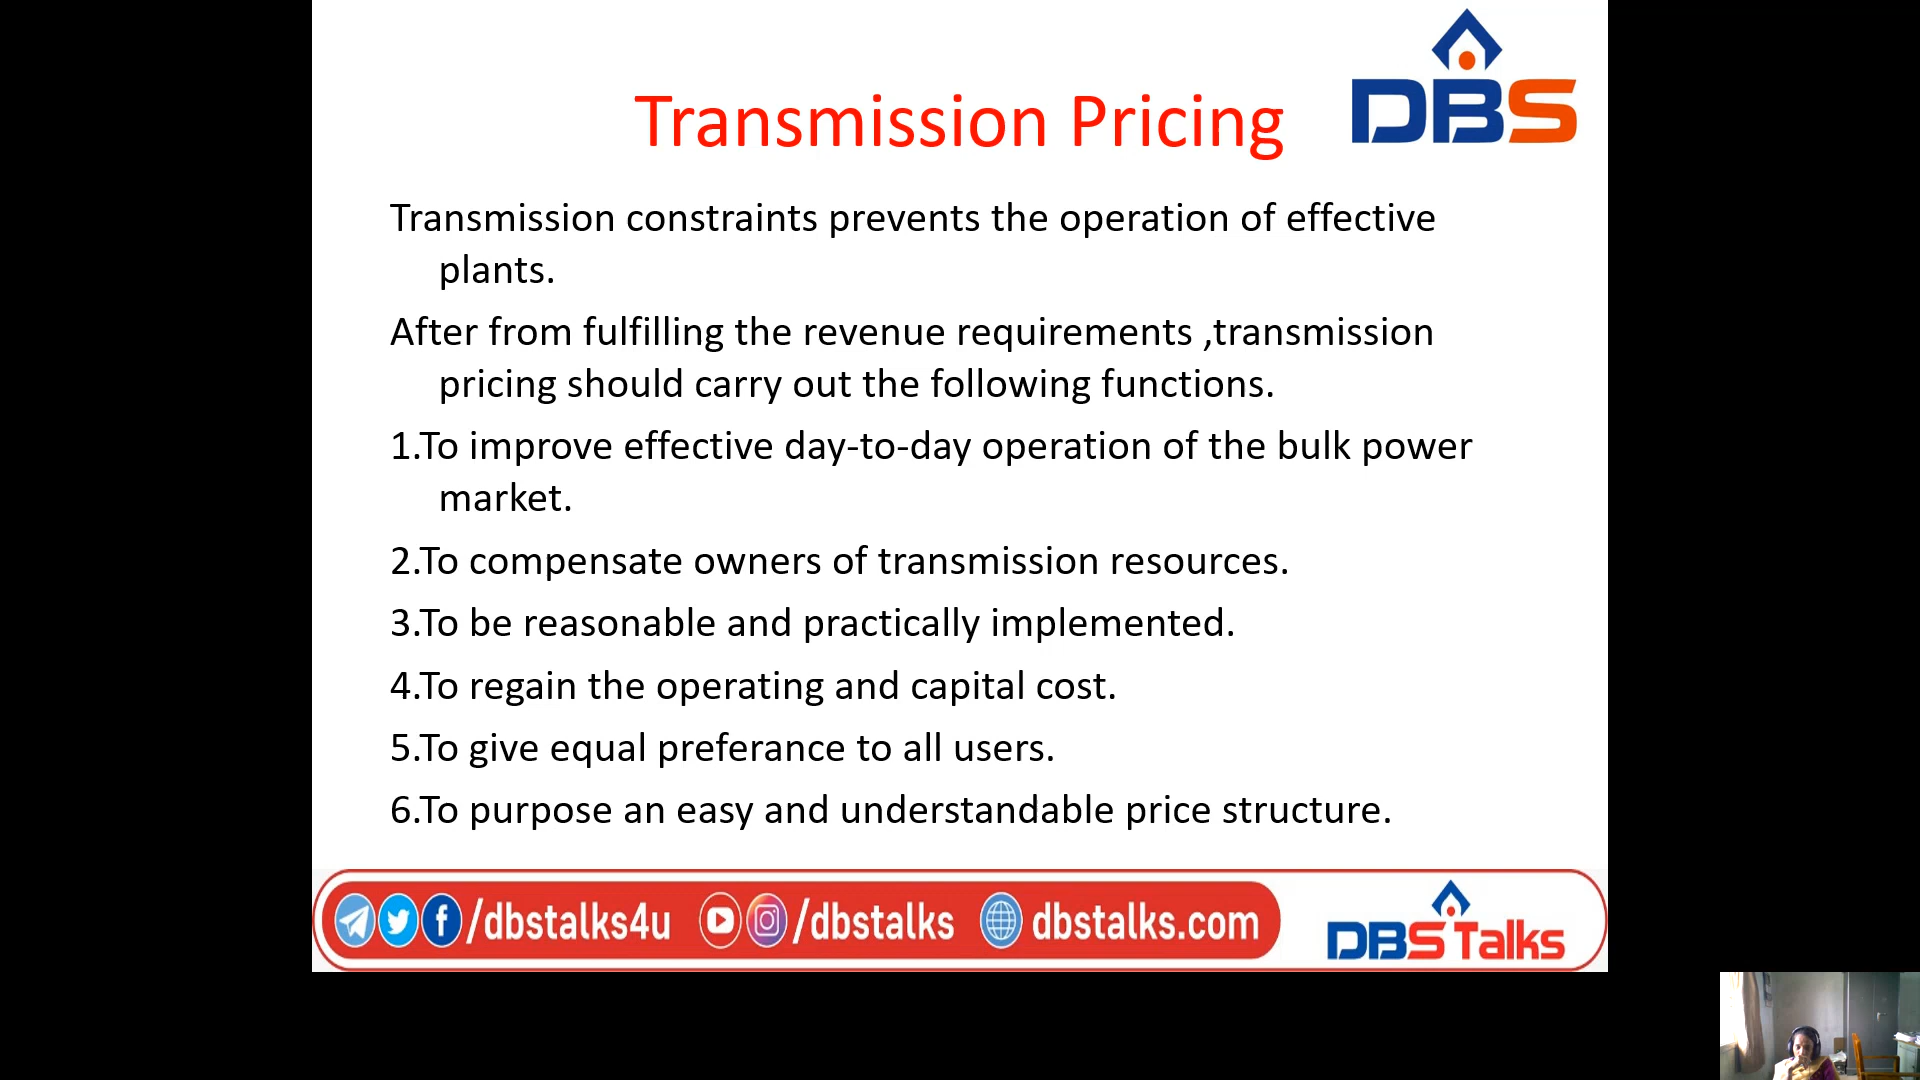 DBS
Transmission Pricing
Transmission constraints prevents the operation of effective
plants.
After from fulfilling the revenue requirements ,transmission
pricing should carry out the following functions.
1.To improve effective day-to-day operation of the bulk power
market.
2.To compensate owners of transmission resources.
3.To be reasonable and practically implemented.
4.To regain the operating and capital cost.
5.To give equal preferance to all users.
6.To purpose an easy and understandable price structure.
/dbstalks4u /dbstalks dbstalks.com DBS Talks